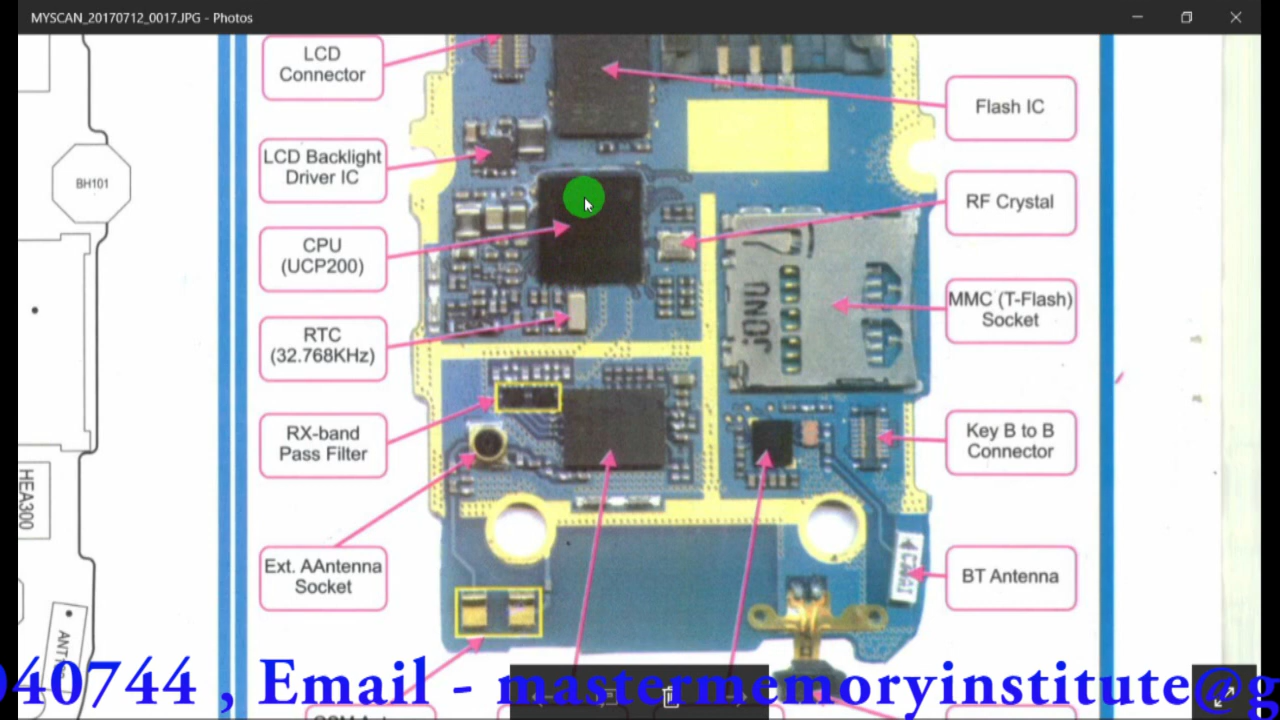 MYSCAN_20170712_0017.JPG - Photos
LCD
Connector
Flash IC
LCD Backlight
Driver IC
BH101
RF Crystal
CPU
(UCP200)
MMC (T-Flash)
Socket
JONU
RTC
(32.768KHz)
RX-band
Pass Filter
Key B to B
Connector
HEA300
Ext. AAntenna
Socket
BT Antenna
040744 , Email - mastermemoryinstitute@g